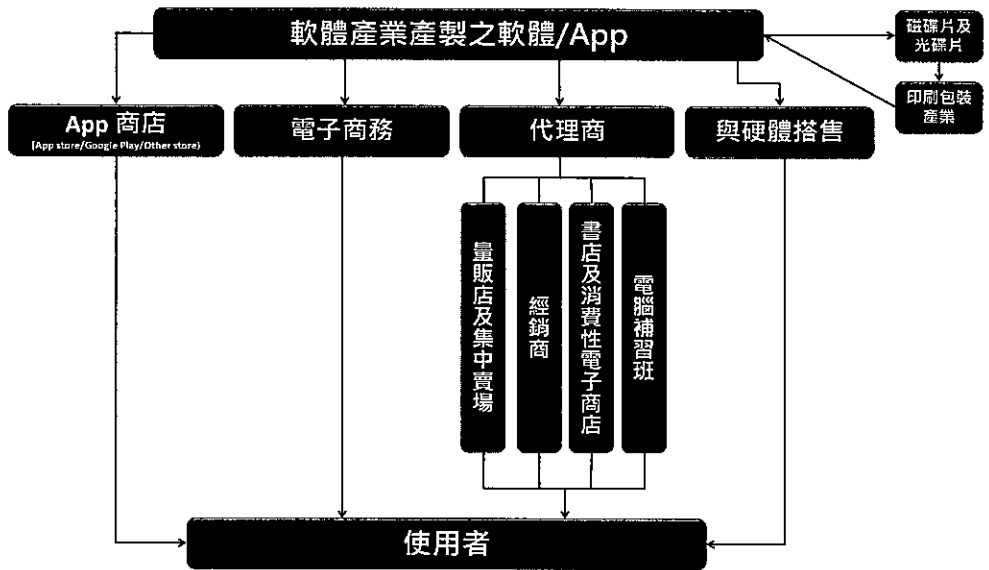 軟體產業產製之軟體/App
磁碟片及
光碟片
印刷包裝
產業
App 商店
(App store/Google Play/Other store)
電子商務
代理商
與硬體搭售
量販店及集中賣場
經銷商
書店及消費性電子商店
電腦補習班
使用者